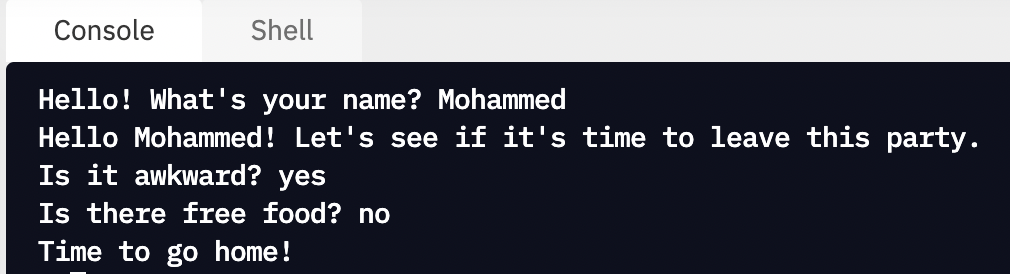 Console Shell
Hello! What's your name? Mohammed
Hello Mohammed! Let's see if it's time to leave this party.
Is it awkward? yes
Is there free food? no
Time to go home!